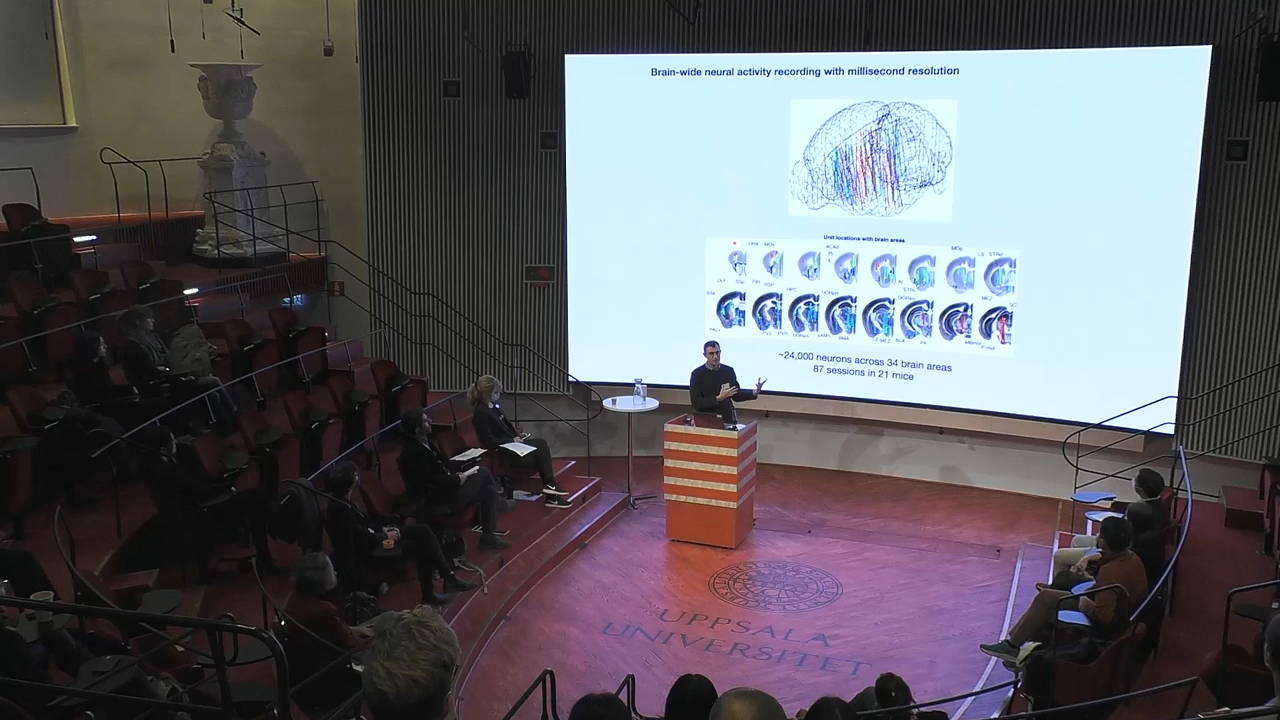 Brain-wide neural activity recording with millisecond resolution
Unit locations with brain areas
~24,000 neurons across 34 brain areas
87 sessions in 21 mice
UPPSALA
UNIVERSITET